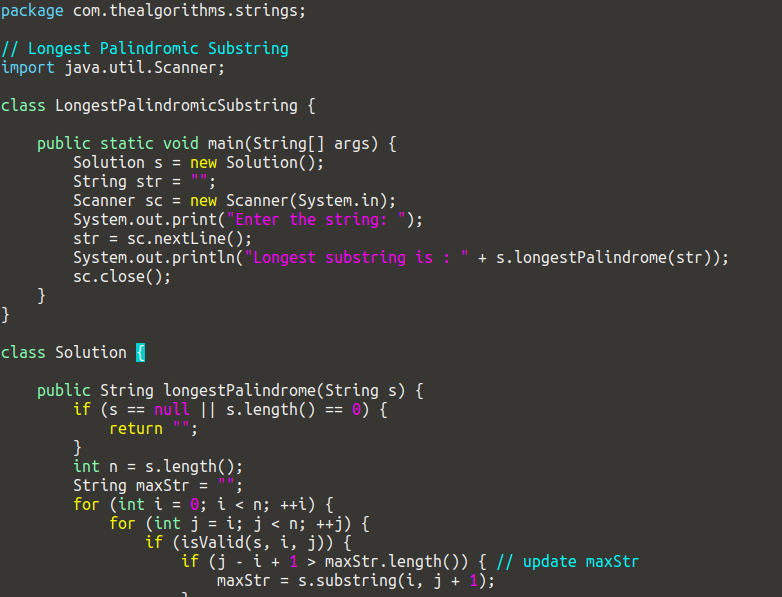 package com.thealgorithms.strings;

// Longest Palindromic Substring
import java.util.Scanner;

class LongestPalindromicSubstring {

    public static void main(String[] args) {
        Solution s = new Solution();
        String str = "";
        Scanner sc = new Scanner(System.in);
        System.out.print("Enter the string: ");
        str = sc.nextLine();
        System.out.println("Longest substring is : " + s.longestPalindrome(str));
        sc.close();
    }
}

class Solution {

    public String longestPalindrome(String s) {
        if (s == null || s.length() == 0) {
            return "";
        }
        int n = s.length();
        String maxStr = "";
        for (int i = 0; i < n; ++i) {
            for (int j = i; j < n; ++j) {
                if (isValid(s, i, j)) {
                    if (j - i + 1 > maxStr.length()) { // update maxStr
                        maxStr = s.substring(i, j + 1);